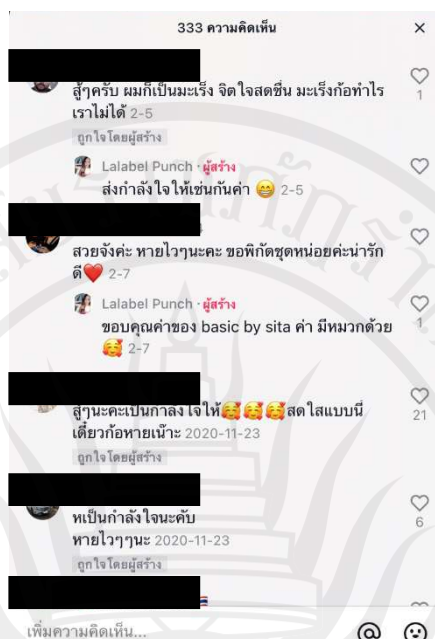 333 ความคิดเห็น
สู้ๆครับ ผมก็เป็นมะเร็ง จิตใจสดชื่น มะเร็งก้อทำไร
เราไม่ได้ 2-5
1
ถูกใจโดยผู้สร้าง
Lalabel Punch · ผู้สร้าง
ส่งกำลังใจให้เช่นกันค่า 😁 2-5
สวยจังค่ะ หายไวๆนะคะ ขอพิกัดชุดหน่อยค่ะน่ารัก
ดี❤️ 2-7
Lalabel Punch · ผู้สร้าง
ขอบคุณค่าของ basic by sita ค่า มีหมวกด้วย
1
🥰 2-7
สู้ๆนะคะเป็นกำลังใจให้🥰🥰🥰สดใสแบบนี้
21
เดี๋ยวก้อหายเน๊าะ 2020-11-23
ถูกใจโดยผู้สร้าง
หเป็นกำลังใจนะคับ
6
หายไวๆๆนะ 2020-11-23
ถูกใจโดยผู้สร้าง
เพิ่มความคิดเห็น...